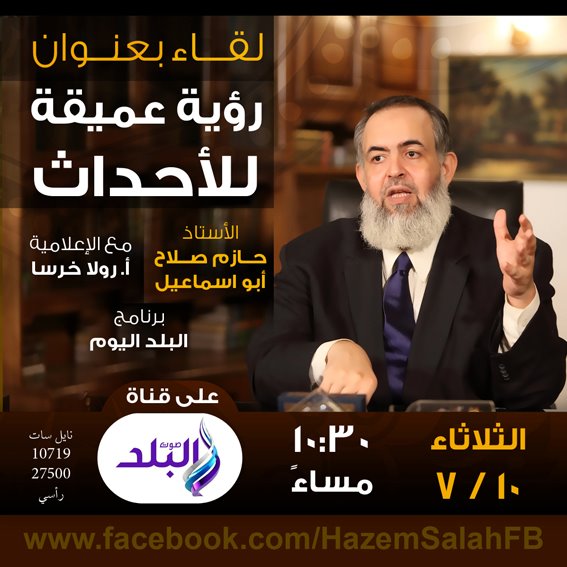 لقاء بعنوان
رؤية عميقة
للأحداث
الأستاذ
حازم صلاح
أبو اسماعيل
مع الإعلامية
أ. رولا خرسا
برنامج
البلد اليوم
على قناة
صوت
البلد
نايل سات
10719
27500
رأسي
١٠:٣٠
مساءً
الثلاثاء
٧ / ١٠
www.facebook.com/HazemSalahFB